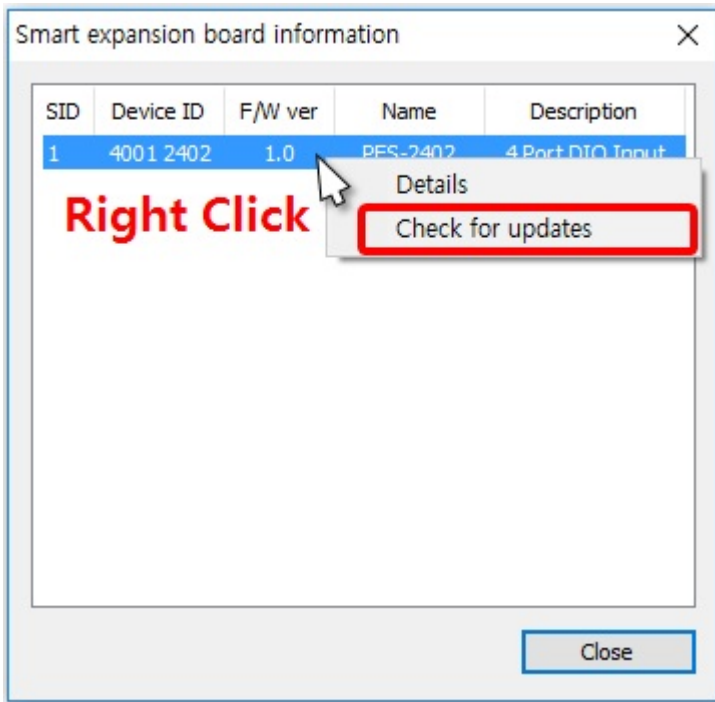 Smart expansion board information
SID Device ID F/W ver Name Description
1 4001 2402 1.0 PES-2402 4 Port DIO Input
Details
Right Click
Check for updates
Close